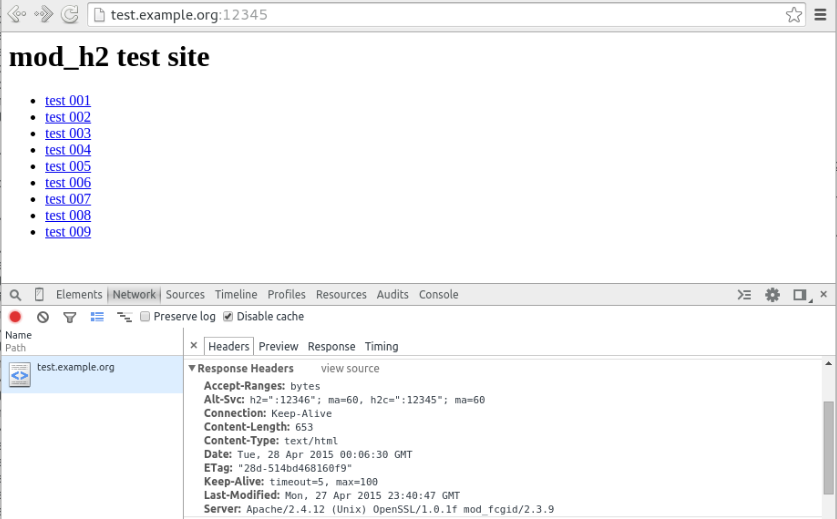 test.example.org:12345
mod_h2 test site
test 001
test 002
test 003
test 004
test 005
test 006
test 007
test 008
test 009
Elements Network Sources Timeline Profiles Resources Audits Console
Preserve log Disable cache
Name
Path
Headers Preview Response Timing
test.example.org
Response Headers view source
Accept-Ranges: bytes
Alt-Svc: h2=":12346"; ma=60, h2c=":12345"; ma=60
Connection: Keep-Alive
Content-Length: 653
Content-Type: text/html
Date: Tue, 28 Apr 2015 00:06:30 GMT
ETag: "28d-514bd468160f9"
Keep-Alive: timeout=5, max=100
Last-Modified: Mon, 27 Apr 2015 23:40:47 GMT
Server: Apache/2.4.12 (Unix) OpenSSL/1.0.1f mod_fcgid/2.3.9